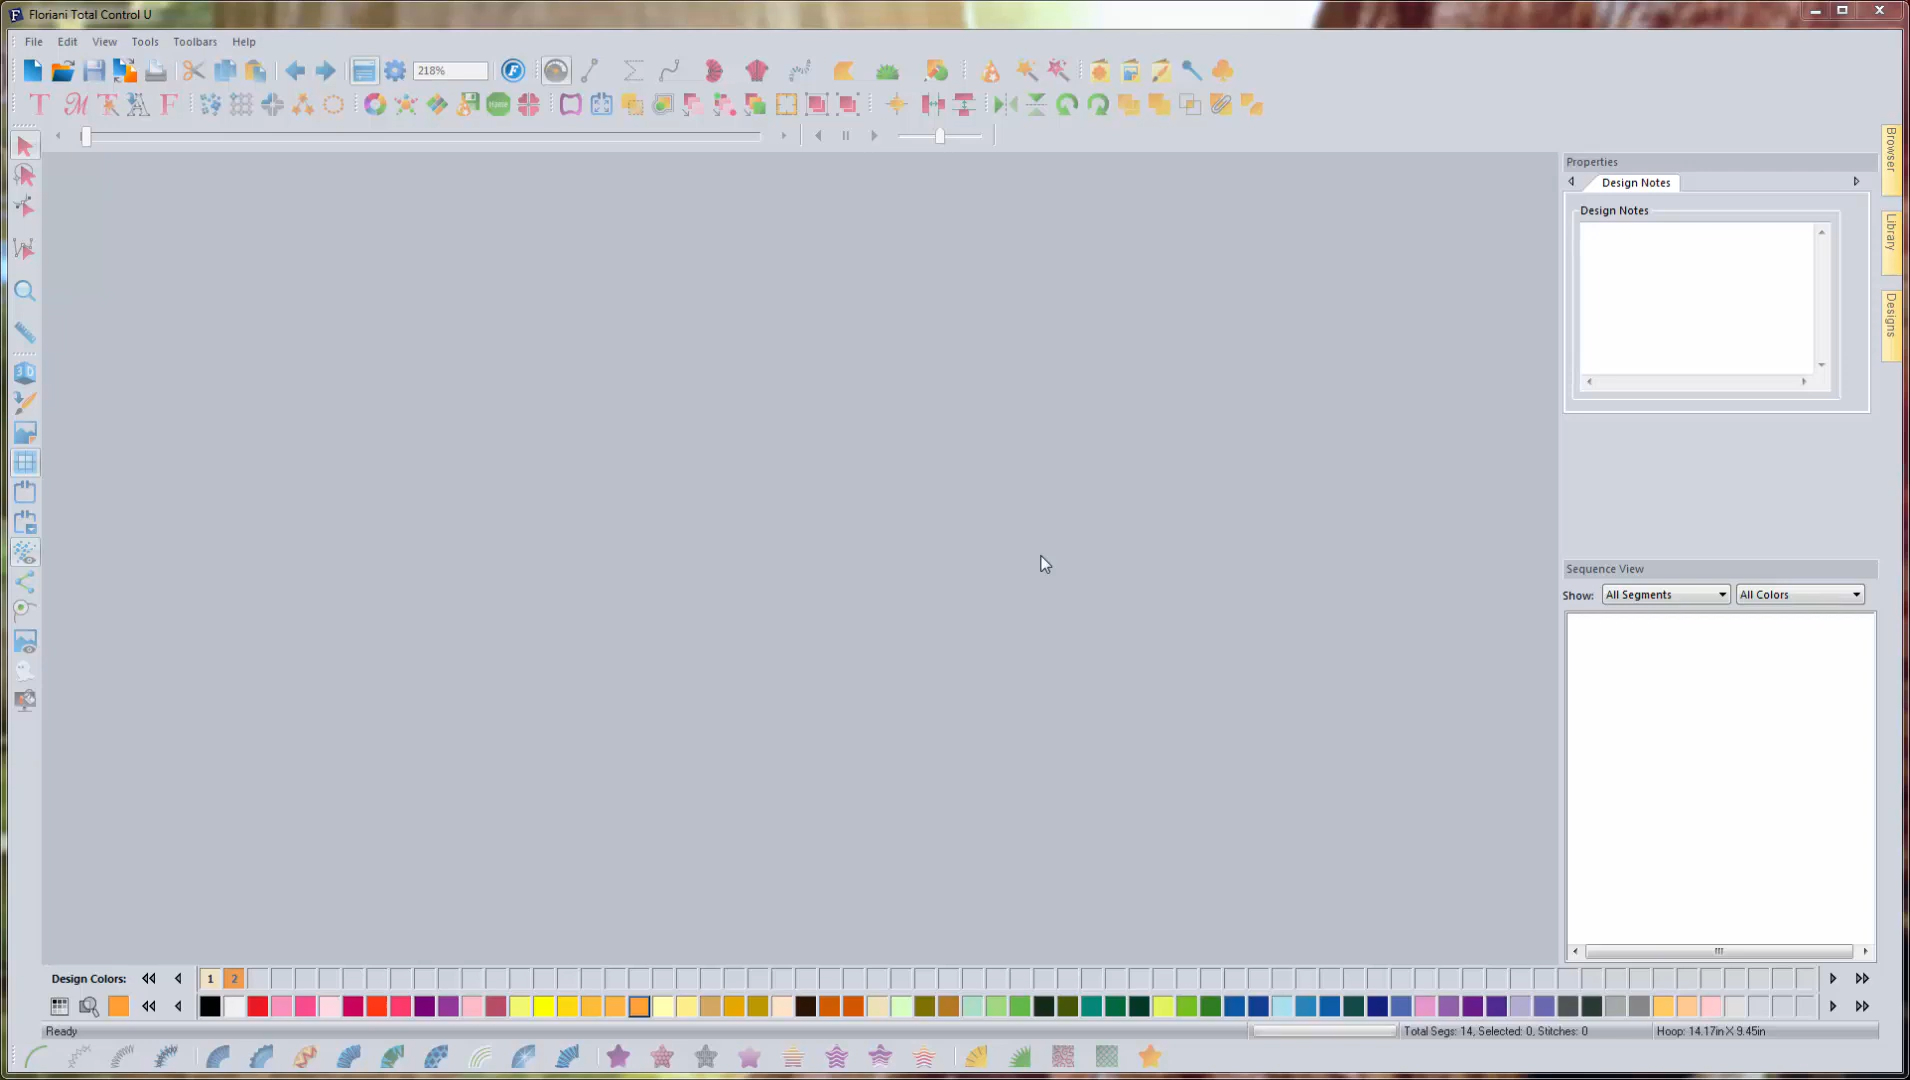 Floriani Total Control U
File Edit View Tools Toolbars Help
218%
Properties
Design Notes
Design Notes
Browser
Library
Designs
3D
Sequence View
Show: All Segments All Colors
Design Colors: 1 2
Ready
Total Segs: 14, Selected: 0, Stitches: 0
Hoop: 14.17in X 9.45in